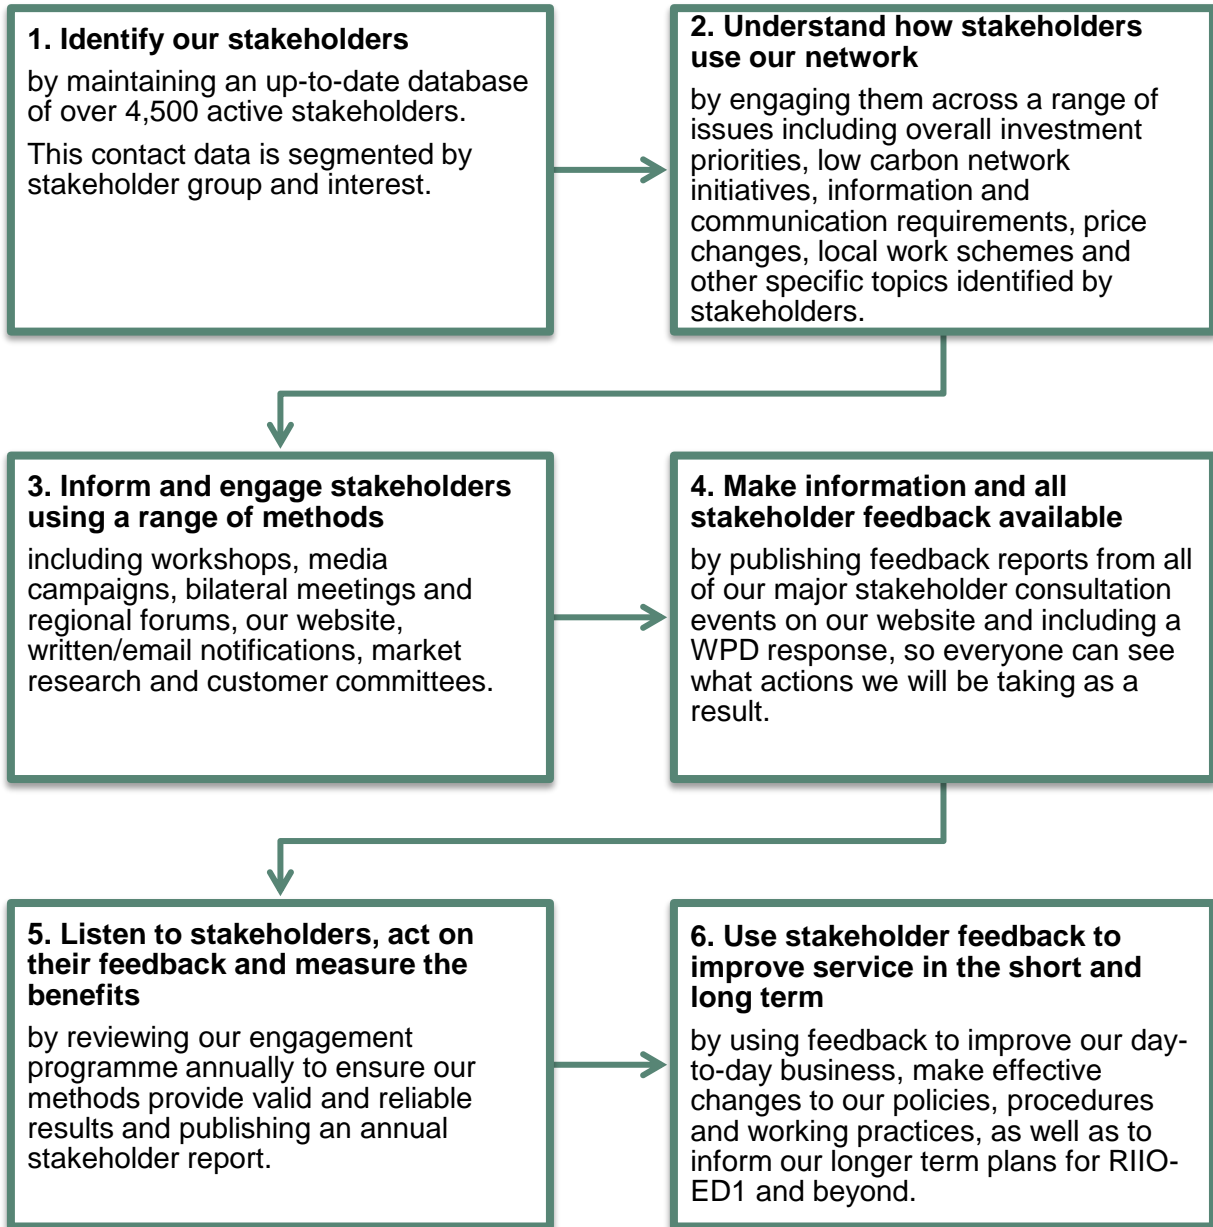 1. Identify our stakeholders
by maintaining an up-to-date database
of over 4,500 active stakeholders.
This contact data is segmented by
stakeholder group and interest.
2. Understand how stakeholders
use our network
by engaging them across a range of
issues including overall investment
priorities, low carbon network
initiatives, information and
communication requirements, price
changes, local work schemes and
other specific topics identified by
stakeholders.
3. Inform and engage stakeholders
using a range of methods
including workshops, media
campaigns, bilateral meetings and
regional forums, our website,
written/email notifications, market
research and customer committees.
4. Make information and all
stakeholder feedback available
by publishing feedback reports from all
of our major stakeholder consultation
events on our website and including a
WPD response, so everyone can see
what actions we will be taking as a
result.
5. Listen to stakeholders, act on
their feedback and measure the
benefits
by reviewing our engagement
programme annually to ensure our
methods provide valid and reliable
results and publishing an annual
stakeholder report.
6. Use stakeholder feedback to
improve service in the short and
long term
by using feedback to improve our day-
to-day business, make effective
changes to our policies, procedures
and working practices, as well as to
inform our longer term plans for RIIO-
ED1 and beyond.